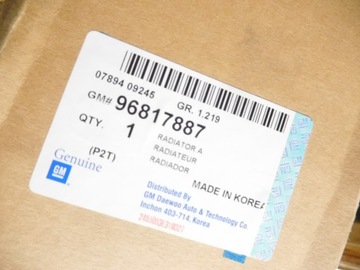 07894 09245
GR. 1.219
GM# 96817887
QTY. 1
RADIATOR A
RADIATEUR
RADIADOR
(P2T)
MADE IN KOREA
Genuine
GM
Distributed By
GM Daewoo Auto & Technology Co.
Inchon 403-714, Korea